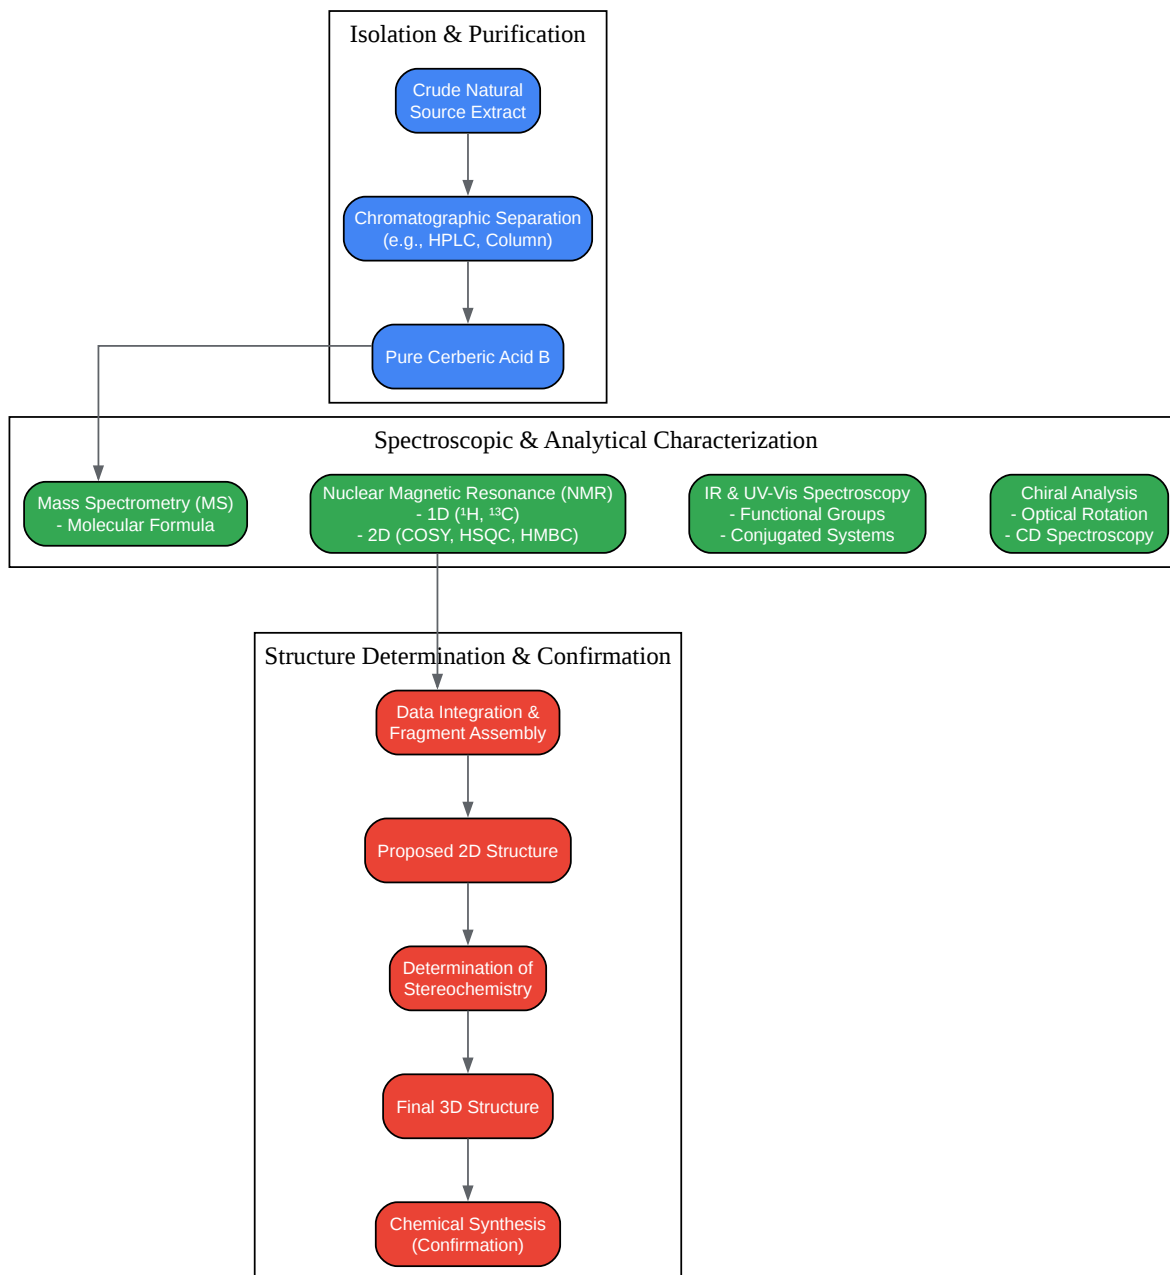 Isolation & Purification
Crude Natural
Source Extract
Chromatographic Separation
(e.g., HPLC, Column)
Pure Cerberic Acid B
Spectroscopic & Analytical Characterization
Mass Spectrometry (MS)
- Molecular Formula
Nuclear Magnetic Resonance (NMR)
- 1D (¹H, ¹³C)
- 2D (COSY, HSQC, HMBC)
IR & UV-Vis Spectroscopy
- Functional Groups
- Conjugated Systems
Chiral Analysis
- Optical Rotation
- CD Spectroscopy
Structure Determination & Confirmation
Data Integration &
Fragment Assembly
Proposed 2D Structure
Determination of
Stereochemistry
Final 3D Structure
Chemical Synthesis
(Confirmation)